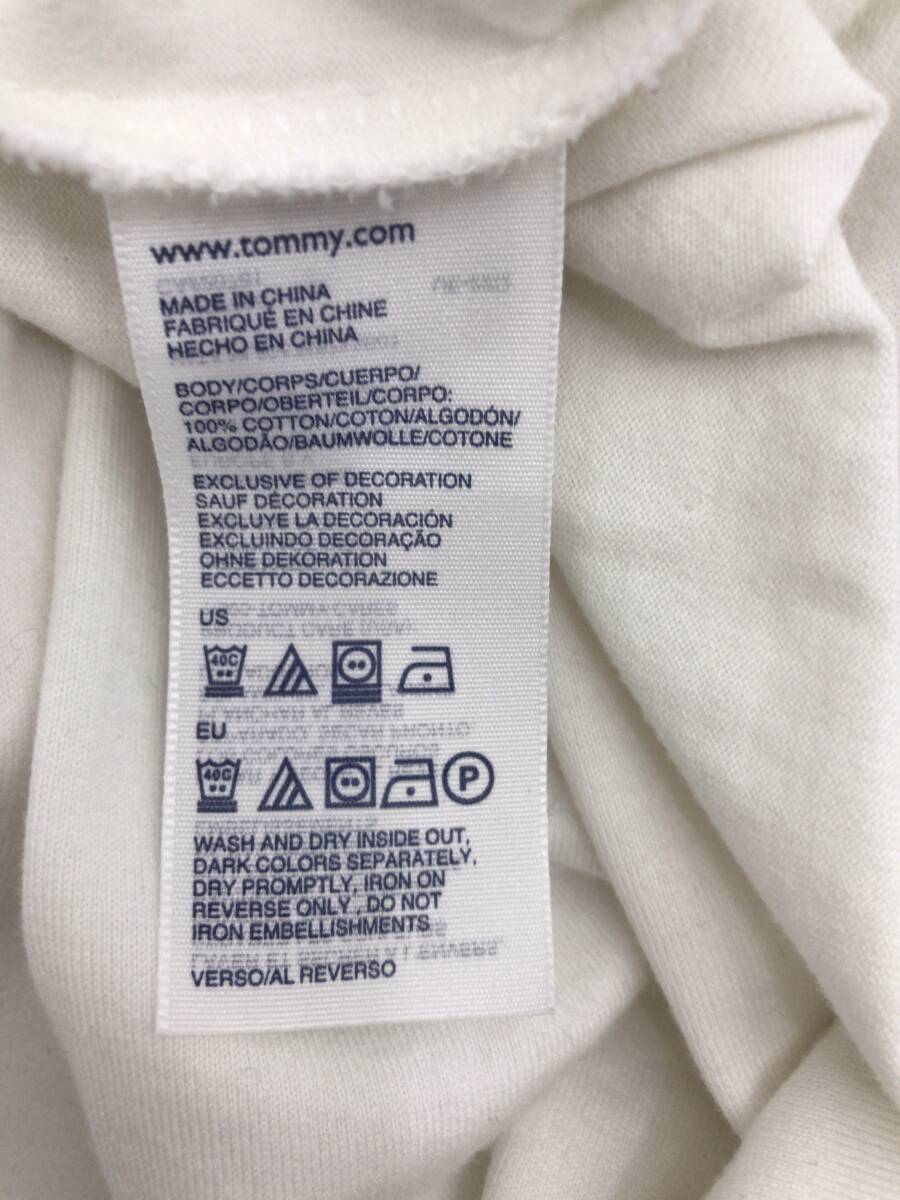 www.tommy.com
MADE IN CHINA
FABRIQUÉ EN CHINE
HECHO EN CHINA
BODY/CORPS/CUERPO/
CORPO/OBERTEIL/CORPO:
100% COTTON/COTON/ALGODÓN/
ALGODÃO/BAUMWOLLE/COTONE
EXCLUSIVE OF DECORATION
SAUF DÉCORATION
EXCLUYE LA DECORACIÓN
EXCLUINDO DECORAÇÃO
OHNE DEKORATION
ECCETTO DECORAZIONE
US
40C
EU
40C P
WASH AND DRY INSIDE OUT,
DARK COLORS SEPARATELY,
DRY PROMPTLY, IRON ON
REVERSE ONLY, DO NOT
IRON EMBELLISHMENTS
VERSO/AL REVERSO